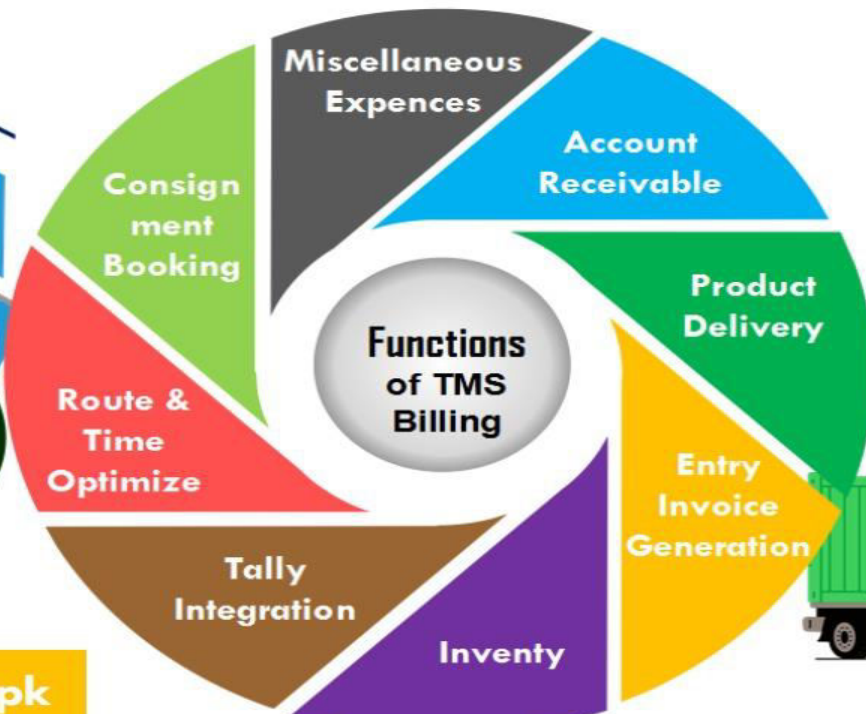 Miscellaneous
Expences
Account
Receivable
Product
Delivery
Entry
Invoice
Generation
Inventy
Tally
Integration
Route &
Time
Optimize
Consign
ment
Booking
Functions
of TMS
Billing
pk